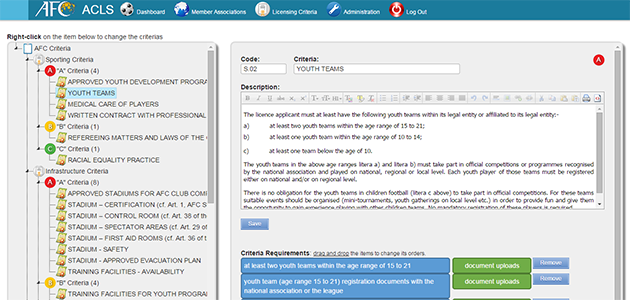 AFC ACLS Dashboard Member Associations Licensing Criteria Administration Log Out
Right-click on the item below to change the criterias
AFC Criteria
Sporting Criteria
A "A" Criteria (4)
APPROVED YOUTH DEVELOPMENT PROGRA
YOUTH TEAMS
MEDICAL CARE OF PLAYERS
WRITTEN CONTRACT WITH PROFESSIONAL
B "B" Criteria (1)
REFEREEING MATTERS AND LAWS OF THE
C "C" Criteria (1)
RACIAL EQUALITY PRACTICE
Infrastructure Criteria
A "A" Criteria (8)
APPROVED STADIUMS FOR AFC CLUB COM
STADIUM – CERTIFICATION (cf. Art. 1, AFC S
STADIUM – CONTROL ROOM (cf. Art. 38 of th
STADIUM – SPECTATOR AREAS (cf. Art. 29 of
STADIUM – FIRST AID ROOMS (cf. Art. 36 of t
STADIUM - SAFETY
STADIUM - APPROVED EVACUATION PLAN
TRAINING FACILITIES - AVAILABILITY
B "B" Criteria (4)
TRAINING FACILITIES FOR YOUTH PROGRAM
Code: Criteria:
S.02 YOUTH TEAMS A
Description:
The licence applicant must at least have the following youth teams within its legal entity or affiliated to its legal entity:-
a) at least two youth teams within the age range of 15 to 21;
b) at least one youth team within the age range of 10 to 14;
c) at least one team below the age of 10.
The youth teams in the above age ranges litera a) and litera b) must take part in official competitions or programmes recognised
by the national association and played on national, regional or local level. Each youth player of those teams must be registered
either on national and/or on regional level.
There is no obligation for the youth teams in children football (litera c above) to take part in official competitions. For these teams
suitable events should be organised (mini-tournaments, youth gatherings on local level etc.) in order to provide fun and give them
the opportunity to gain experience playing with other children teams. No mandatory registration of these players is required.
Save
Criteria Requirements: drag and drop the items to change its orders.
at least two youth teams within the age range of 15 to 21 document uploads Remove
youth team (age range 15 to 21) registration documents with the document uploads Remove
national association or the league